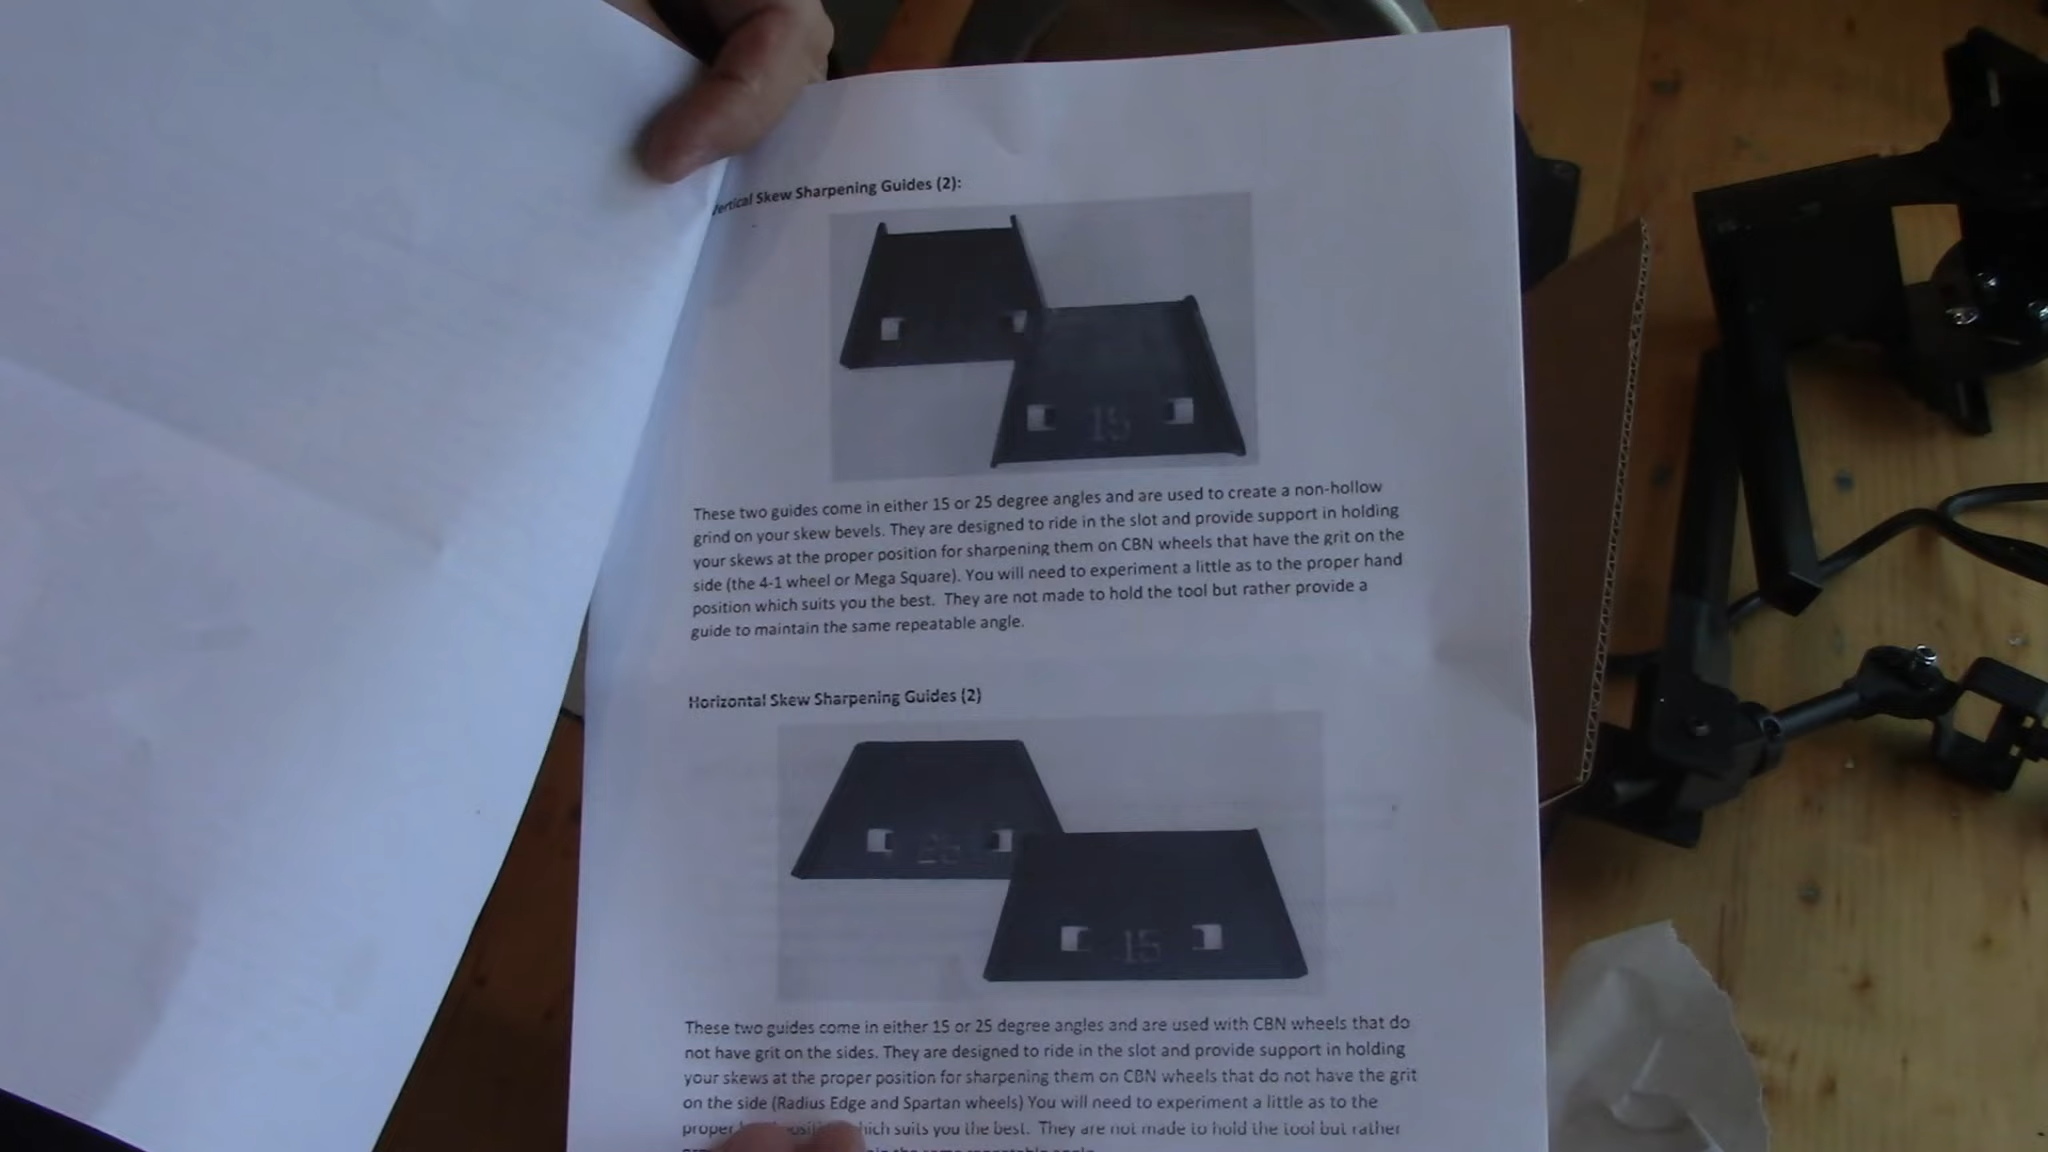 Vertical Skew Sharpening Guides (2):
15
These two guides come in either 15 or 25 degree angles and are used to create a non-hollow
grind on your skew bevels. They are designed to ride in the slot and provide support in holding
your skews at the proper position for sharpening them on CBN wheels that have the grit on the
side (the 4-1 wheel or Mega Square). You will need to experiment a little as to the proper hand
position which suits you the best. They are not made to hold the tool but rather provide a
guide to maintain the same repeatable angle.
Horizontal Skew Sharpening Guides (2)
25
15
These two guides come in either 15 or 25 degree angles and are used with CBN wheels that do
not have grit on the sides. They are designed to ride in the slot and provide support in holding
your skews at the proper position for sharpening them on CBN wheels that do not have the grit
on the side (Radius Edge and Spartan wheels) You will need to experiment a little as to the
proper which suits you the best. They are not made to hold the tool but rather
the same repeatable angle